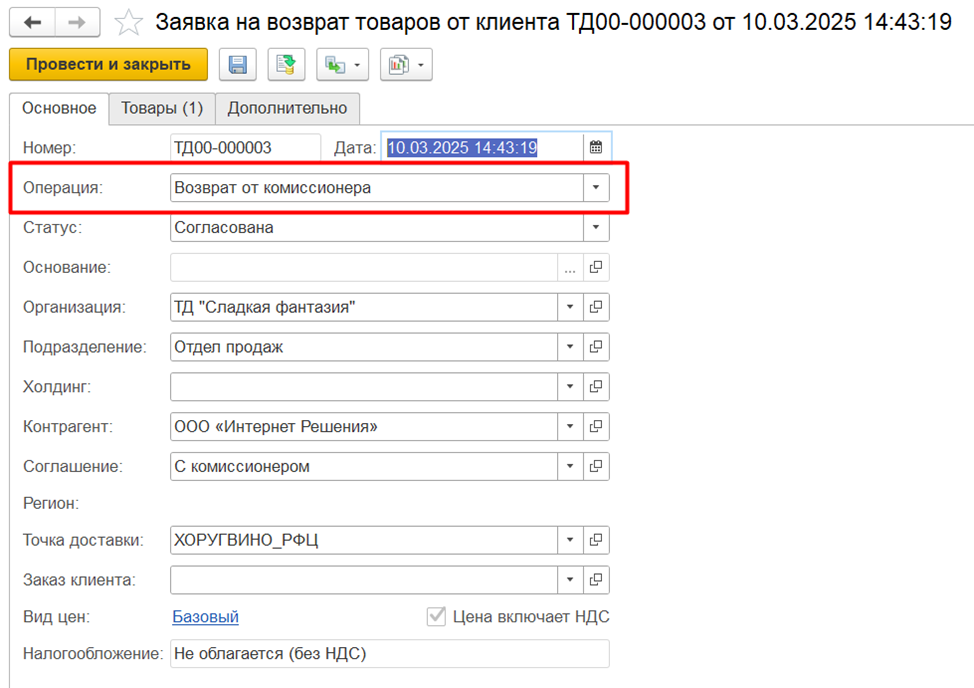 Заявка на возврат товаров от клиента ТД00-000003 от 10.03.2025 14:43:19
Провести и закрыть
Основное Товары (1) Дополнительно
Номер: ТД00-000003 Дата: 10.03.2025 14:43:19
Операция: Возврат от комиссионера
Статус: Согласована
Основание: ...
Организация: ТД "Сладкая фантазия"
Подразделение: Отдел продаж
Холдинг:
Контрагент: ООО «Интернет Решения»
Соглашение: С комиссионером
Регион:
Точка доставки: ХОРУГВИНО_РФЦ
Заказ клиента:
Вид цен: Базовый Цена включает НДС
Налогообложение: Не облагается (без НДС)